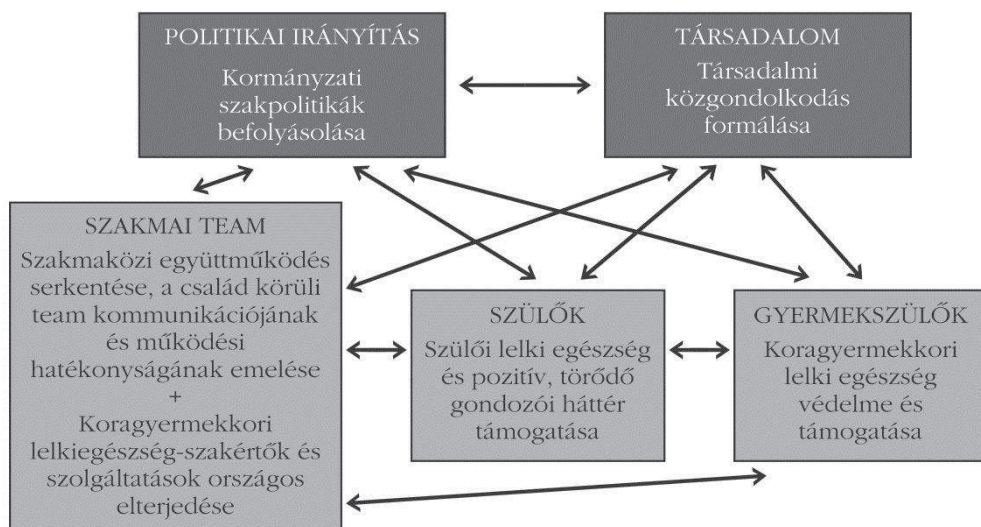 POLITIKAI IRÁNYÍTÁS
Kormányzati
szakpolitikák
befolyásolása
TÁRSADALOM
Társadalmi
közgondolkodás
formálása
SZAKMAI TEAM
Szakmaközi együttműködés
serkentése, a család körüli
team kommunikációjának
és működési
hatékonyságának emelése
+
Koragyermekkori
lelkiegészség-szakértők és
szolgáltatások országos
elterjedése
SZÜLŐK
Szülői lelki egészség
és pozitív, törődő
gondozói háttér
támogatása
GYERMEKSZÜLŐK
Koragyermekkori
lelki egészség
védelme és
támogatása